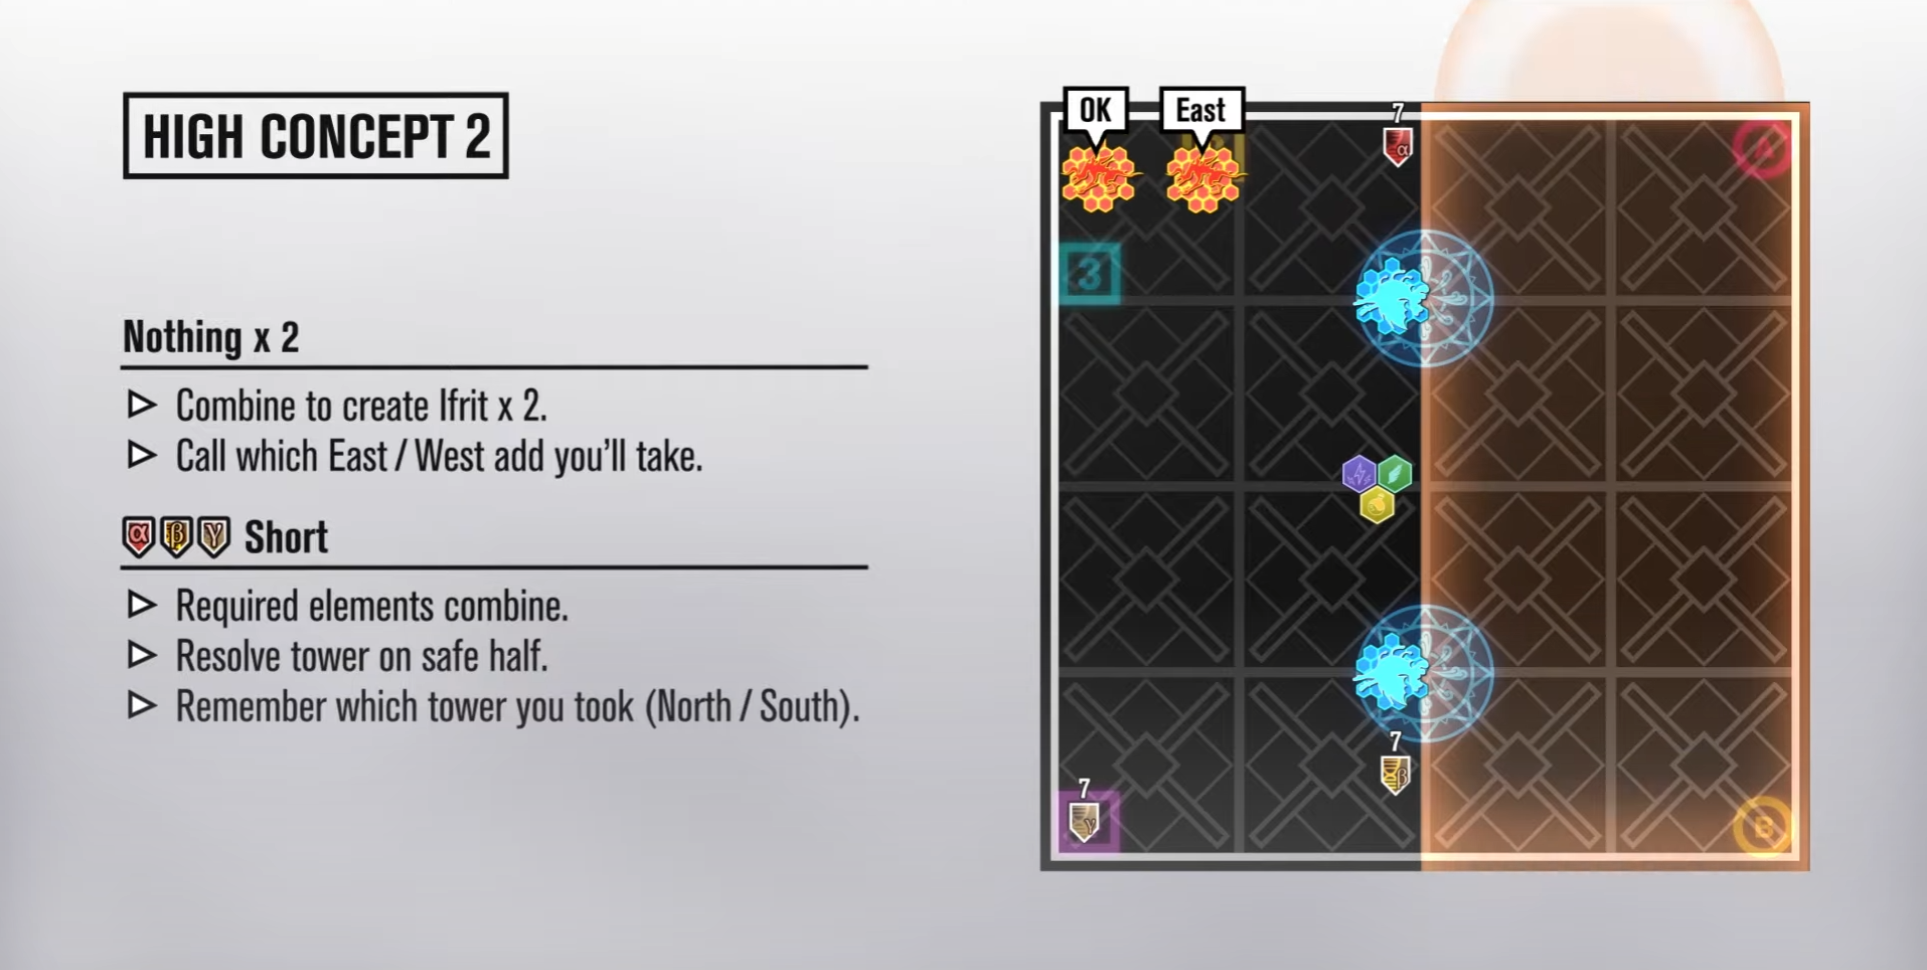 HIGH CONCEPT 2
Nothing x 2
Combine to create Ifrit x 2.
Call which East / West add you'll take.
α β γ Short
Required elements combine.
Resolve tower on safe half.
Remember which tower you took (North / South).
OK
East
7
α
A
3
7
β
7
γ
B